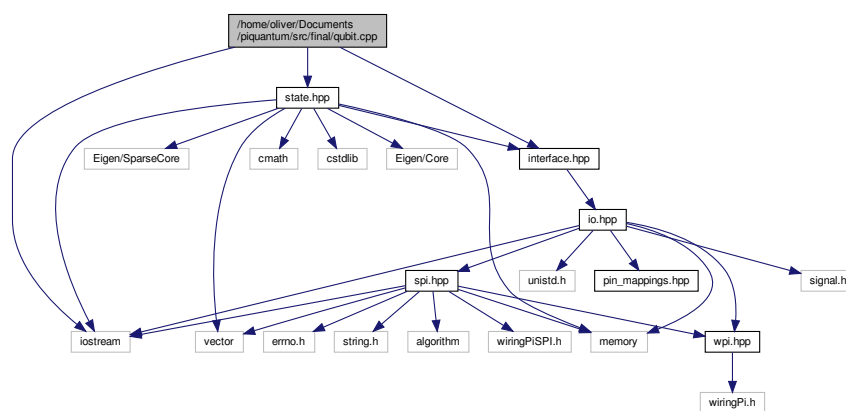 /home/oliver/Documents
/piquantum/src/final/qubit.cpp
state.hpp
Eigen/SparseCore
cmath
cstdlib
Eigen/Core
interface.hpp
io.hpp
spi.hpp
unistd.h
pin_mappings.hpp
signal.h
iostream
vector
errno.h
string.h
algorithm
wiringPiSPI.h
memory
wpi.hpp
wiringPi.h